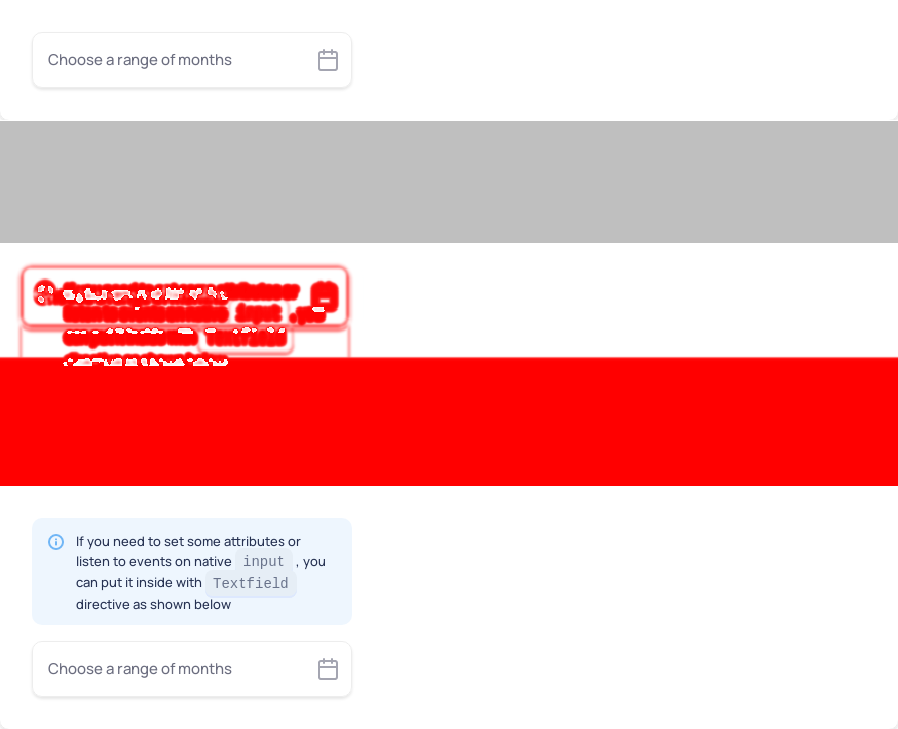 Choose a range of months
If you need to set some attributes or
listen to events on native input , you
can put it inside with Textfield
directive as shown below
Choose a range of months